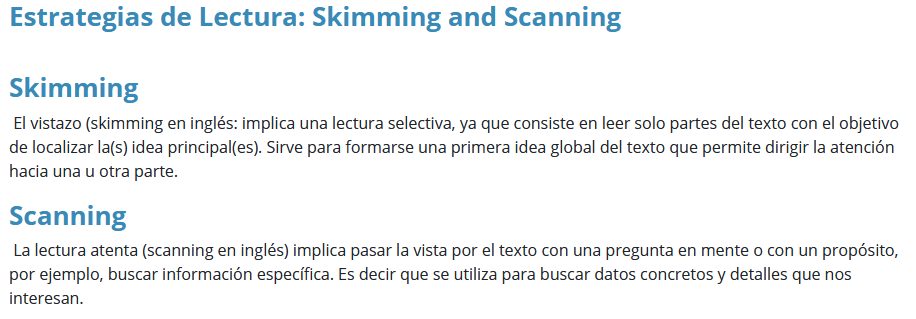 Estrategias de Lectura: Skimming and Scanning
Skimming
El vistazo (skimming en inglés: implica una lectura selectiva, ya que consiste en leer solo partes del texto con el objetivo
de localizar la(s) idea principal(es). Sirve para formarse una primera idea global del texto que permite dirigir la atención
hacia una u otra parte.
Scanning
La lectura atenta (scanning en inglés) implica pasar la vista por el texto con una pregunta en mente o con un propósito,
por ejemplo, buscar información específica. Es decir que se utiliza para buscar datos concretos y detalles que nos
interesan.